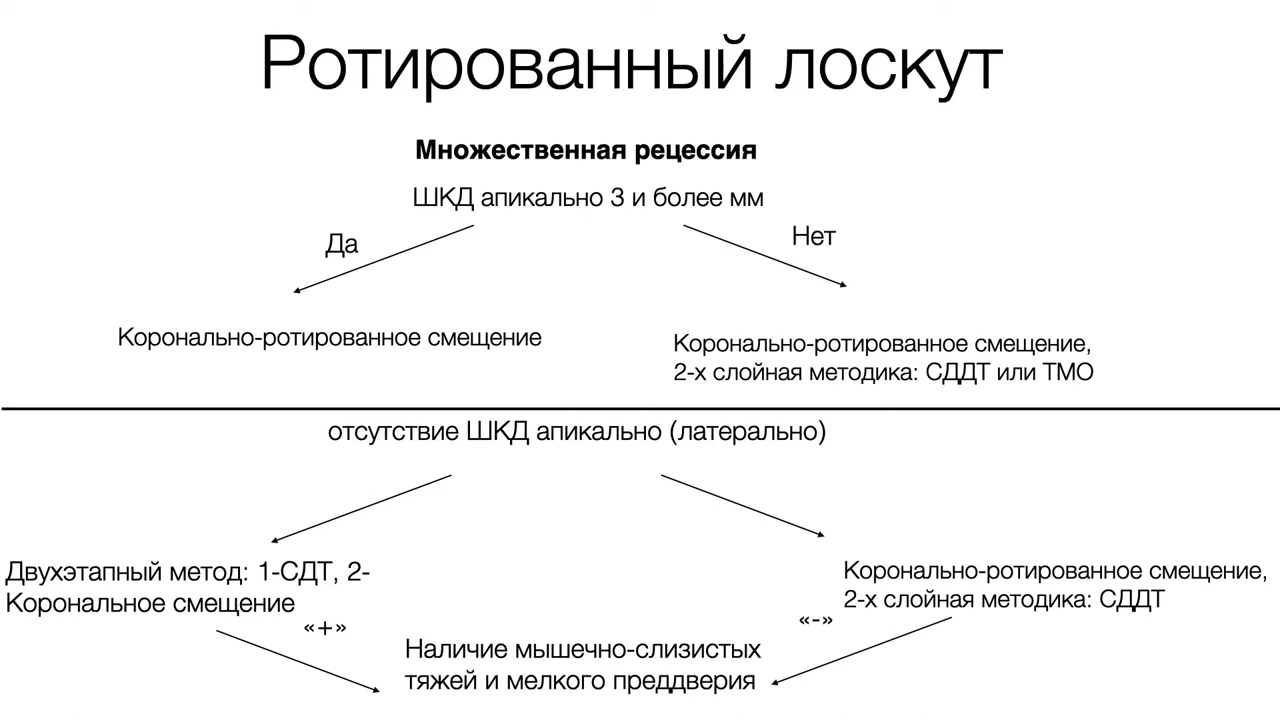 Ротированный лоскут
Множественная рецессия
ШКД апикально 3 и более мм
Да
Нет
Коронально-ротированное смещение
Коронально-ротированное смещение,
2-х слойная методика: СДДТ или ТМО
отсутствие ШКД апикально (латерально)
Двухэтапный метод: 1-СДТ, 2-
Корональное смещение
Коронально-ротированное смещение,
2-х слойная методика: СДДТ
«+»
«-»
Наличие мышечно-слизистых
тяжей и мелкого преддверия